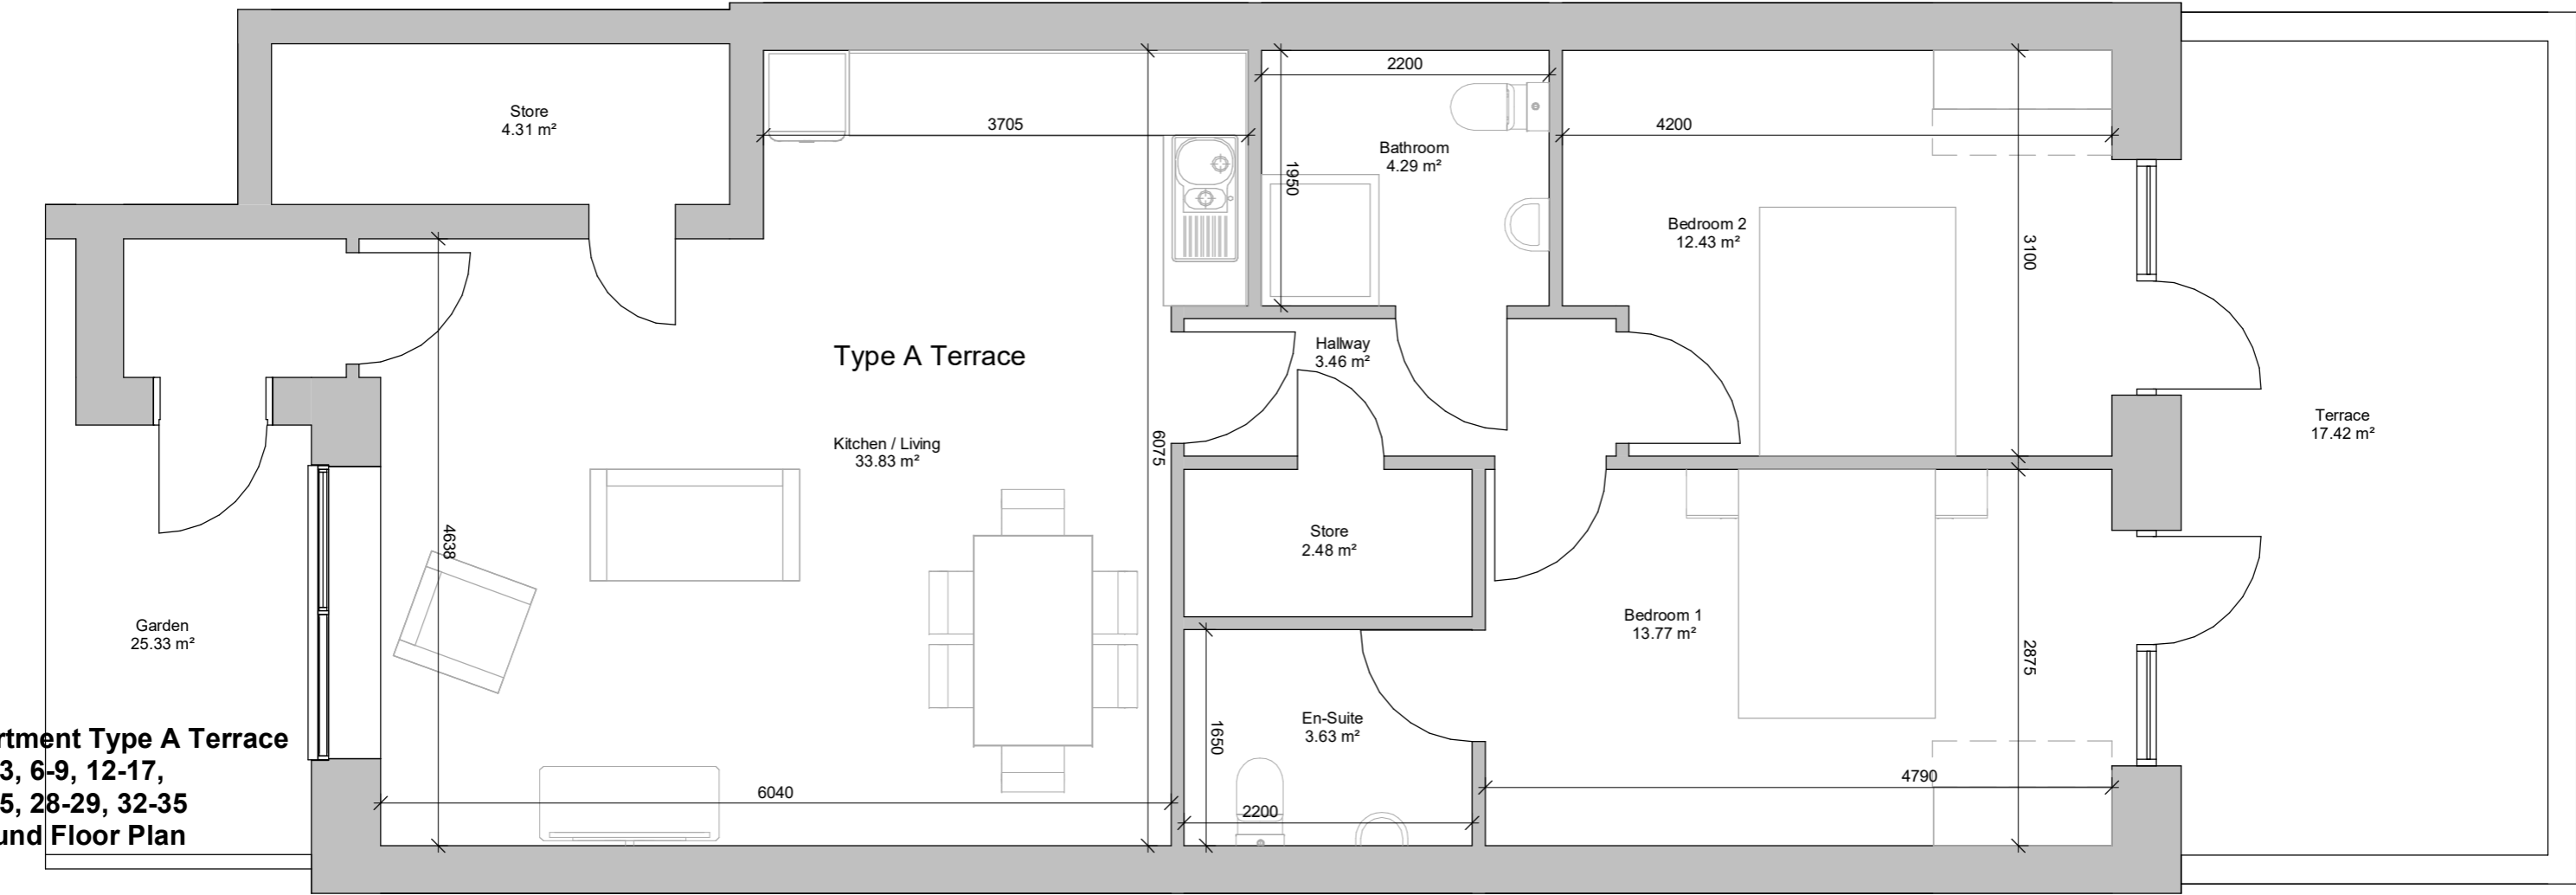 Store
4.31 m²
3705
2200
1950
Bathroom
4.29 m²
4200
Bedroom 2
12.43 m²
3100
Type A Terrace
Hallway
3.46 m²
Kitchen / Living
33.83 m²
6075
4638
Terrace
17.42 m²
Store
2.48 m²
Bedroom 1
13.77 m²
2875
Garden
25.33 m²
En-Suite
3.63 m²
1650
4790
6040
2200
rtment Type A Terrace
3, 6-9, 12-17,
5, 28-29, 32-35
und Floor Plan